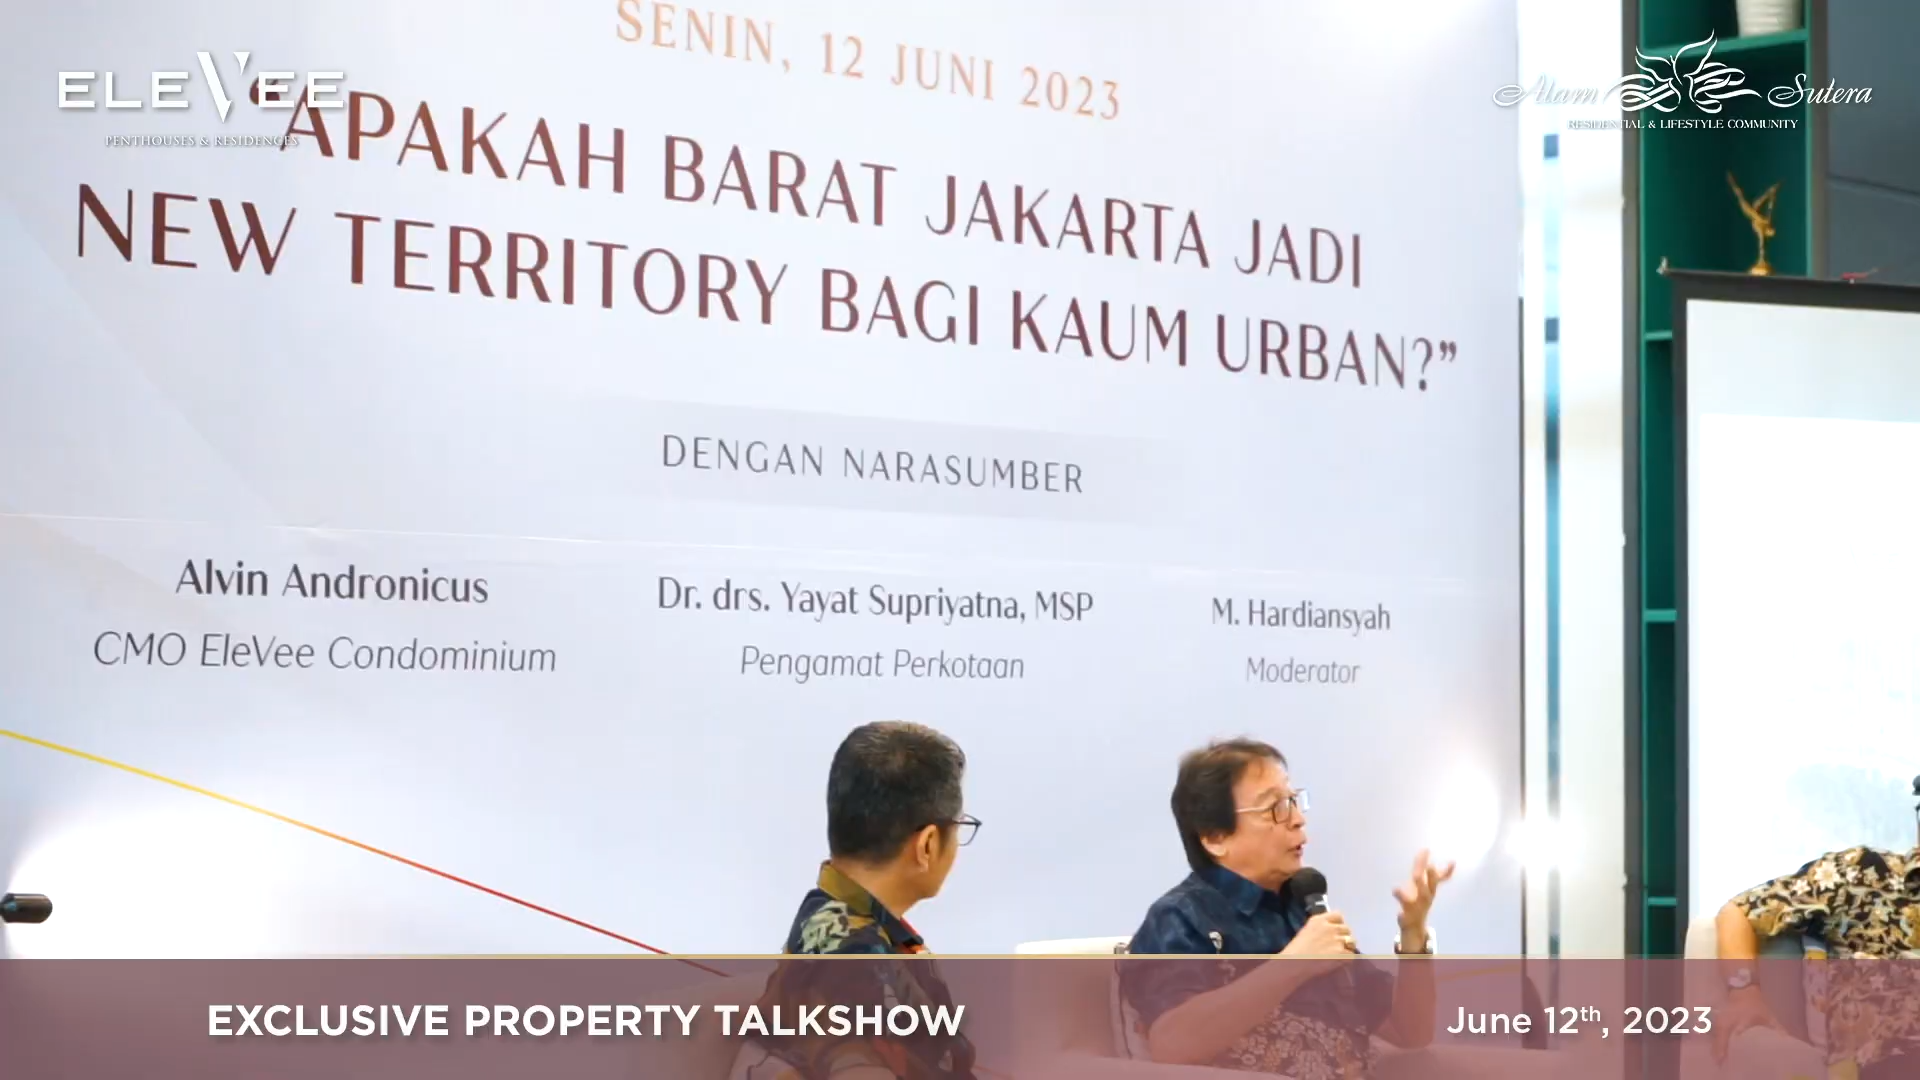 SENIN, 12 JUNI 2023
ELEVEE
PENTHOUSES & RESIDENCES
Alam Sutera
RESIDENTIAL & LIFESTYLE COMMUNITY
“APAKAH BARAT JAKARTA JADI
NEW TERRITORY BAGI KAUM URBAN?”
DENGAN NARASUMBER
Alvin Andronicus
CMO EleVee Condominium
Dr. drs. Yayat Supriyatna, MSP
Pengamat Perkotaan
M. Hardiansyah
Moderator
EXCLUSIVE PROPERTY TALKSHOW
June 12th, 2023